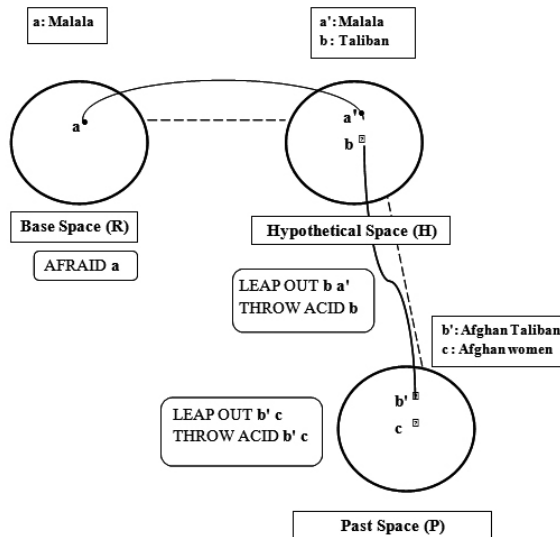 a: Malala
a': Malala
b : Taliban
a
a'
b
Base Space (R)
Hypothetical Space (H)
AFRAID a
LEAP OUT b a'
THROW ACID b
b': Afghan Taliban
c : Afghan women
b'
c
LEAP OUT b' c
THROW ACID b' c
Past Space (P)